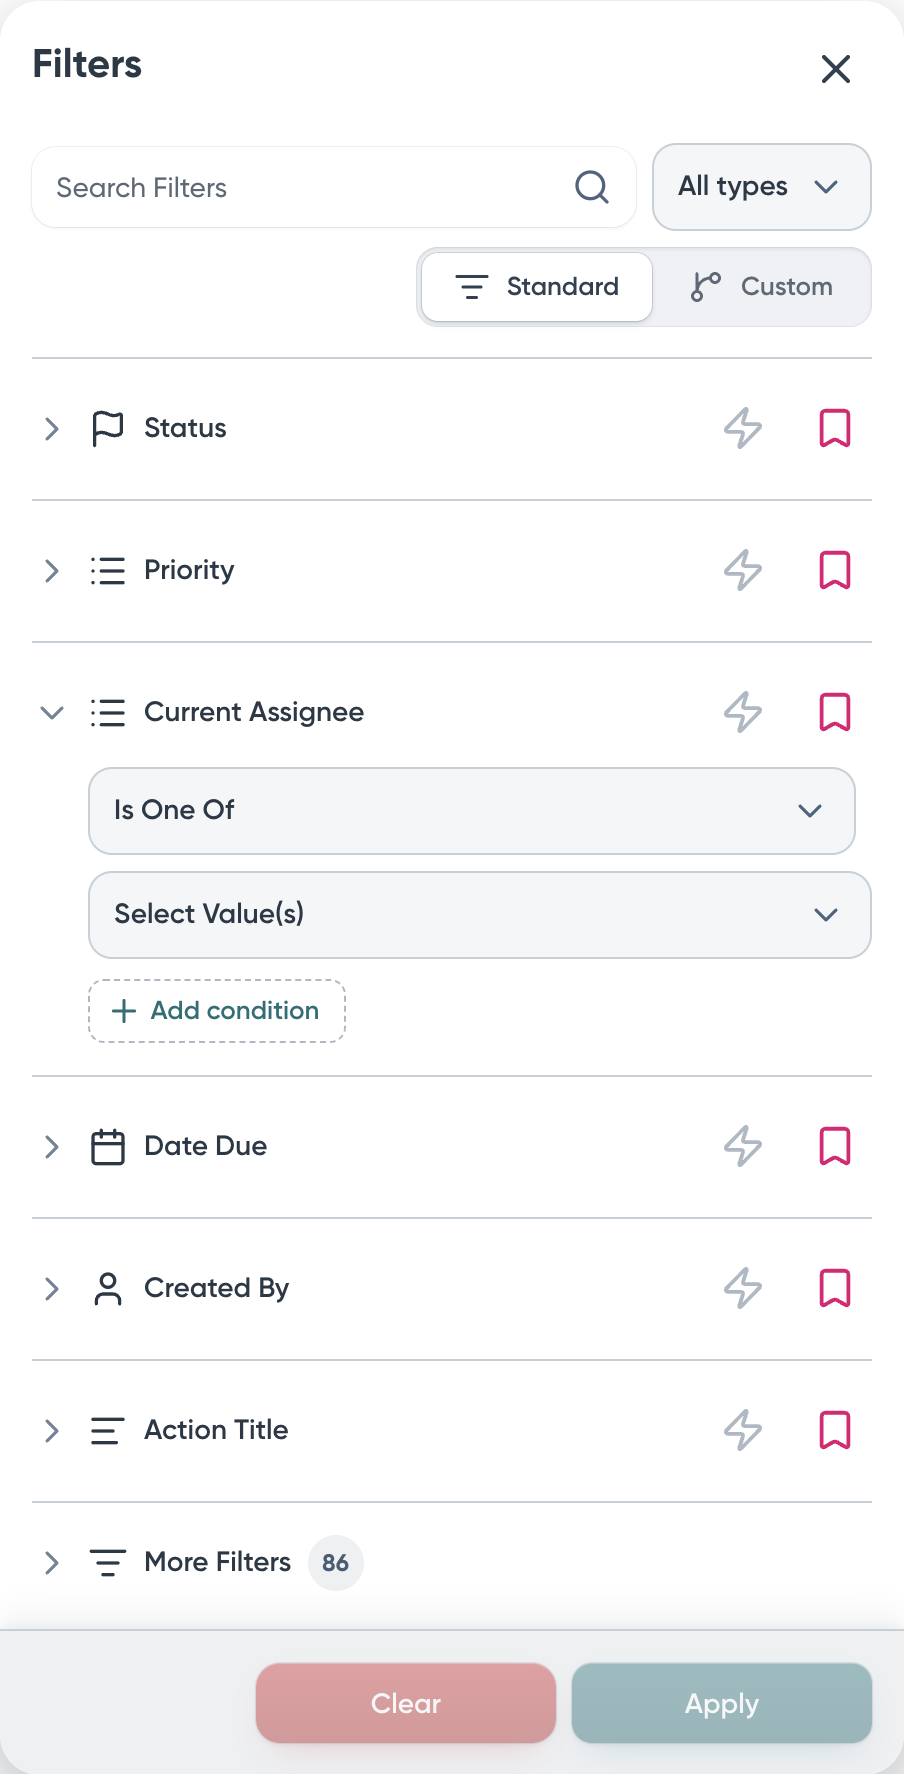 Filters
Search Filters
All types
Standard
Custom
Status
Priority
Current Assignee
Is One Of
Select Value(s)
Add condition
Date Due
Created By
Action Title
More Filters 86
Clear
Apply